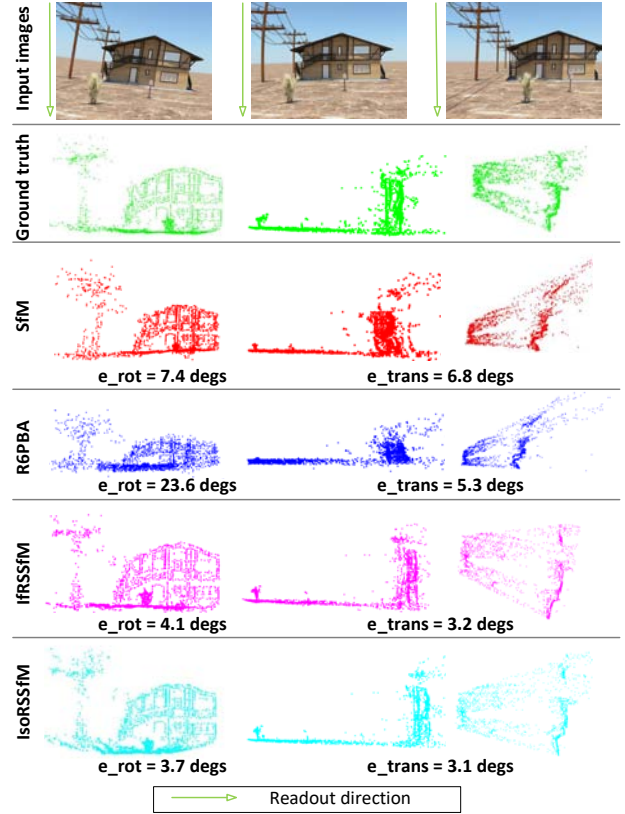 Input images
Ground truth
SfM
e_rot = 7.4 degs
e_trans = 6.8 degs
R6PBA
e_rot = 23.6 degs
e_trans = 5.3 degs
IfRSSfM
e_rot = 4.1 degs
e_trans = 3.2 degs
IsoRSSfM
e_rot = 3.7 degs
e_trans = 3.1 degs
Readout direction